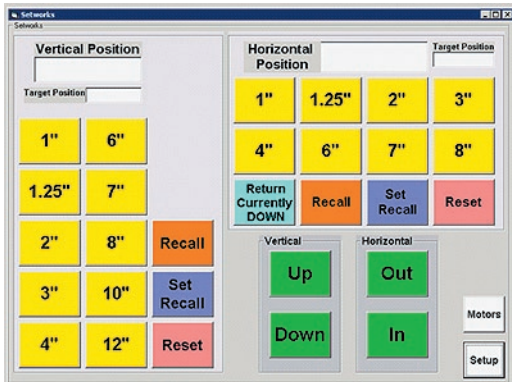 Setworks
Setworks
Vertical Position
Target Position
1" 6"
1.25" 7"
2" 8" Recall
3" 10" Set Recall
4" 12" Reset
Horizontal Position
Target Position
1" 1.25" 2" 3"
4" 6" 7" 8"
Return Currently DOWN
Recall
Set Recall
Reset
Vertical
Up
Down
Horizontal
Out
In
Motors
Setup